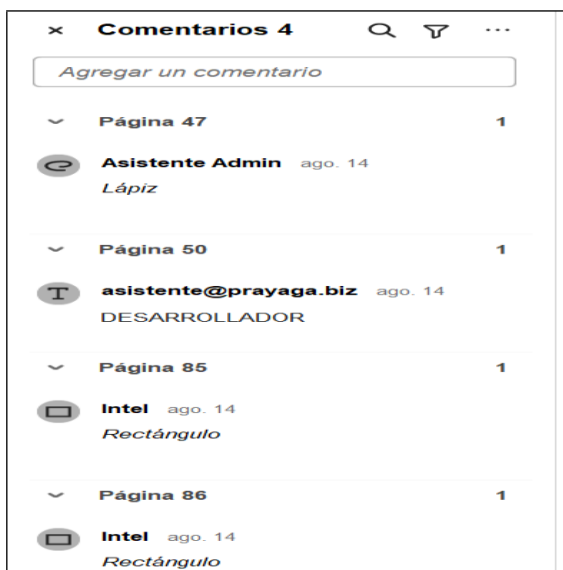 Comentarios 4
Agregar un comentario
Página 47 1
Asistente Admin ago. 14
Lápiz
Página 50 1
asistente@prayaga.biz ago. 14
DESARROLLADOR
Página 85 1
Intel ago. 14
Rectángulo
Página 86 1
Intel ago. 14
Rectángulo